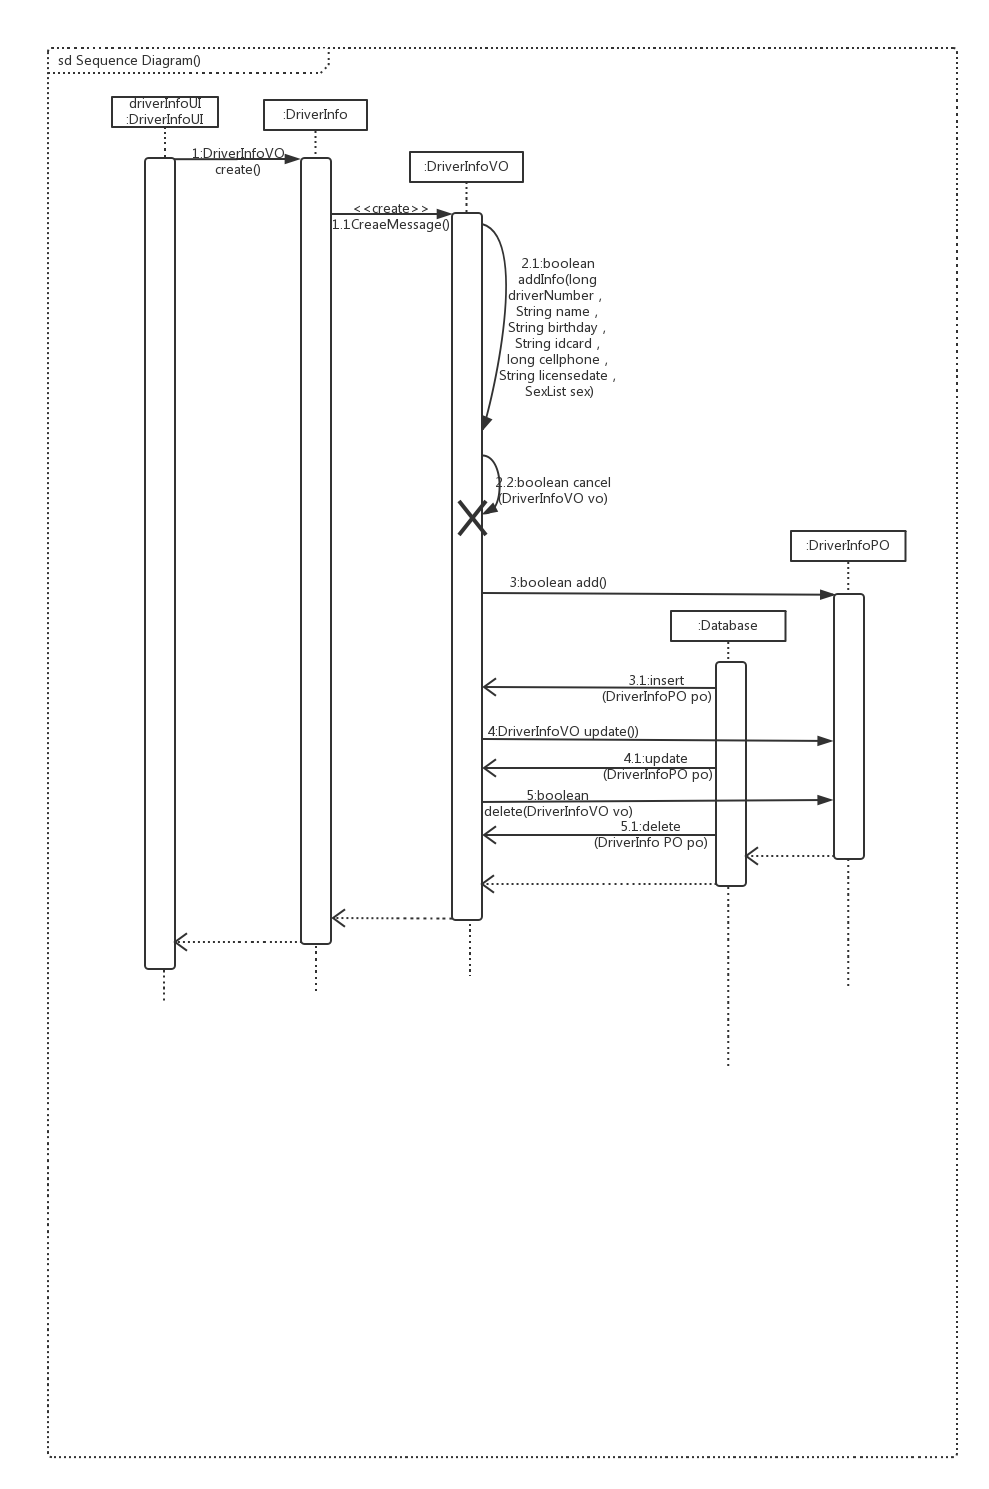 sd Sequence Diagram()
driverInfoUI
:DriverInfoUI
:DriverInfo
1:DriverInfoVO
create()
:DriverInfoVO
<<create>>
1.1CreaeMessage()
2.1:boolean
addInfo(long
driverNumber ,
String name ,
String birthday ,
String idcard ,
long cellphone ,
String licensedate ,
SexList sex)
2.2:boolean cancel
(DriverInfoVO vo)
:DriverInfoPO
3:boolean add()
:Database
3.1:insert
(DriverInfoPO po)
4:DriverInfoVO update())
4.1:update
(DriverInfoPO po)
5:boolean
delete(DriverInfoVO vo)
5.1:delete
(DriverInfo PO po)